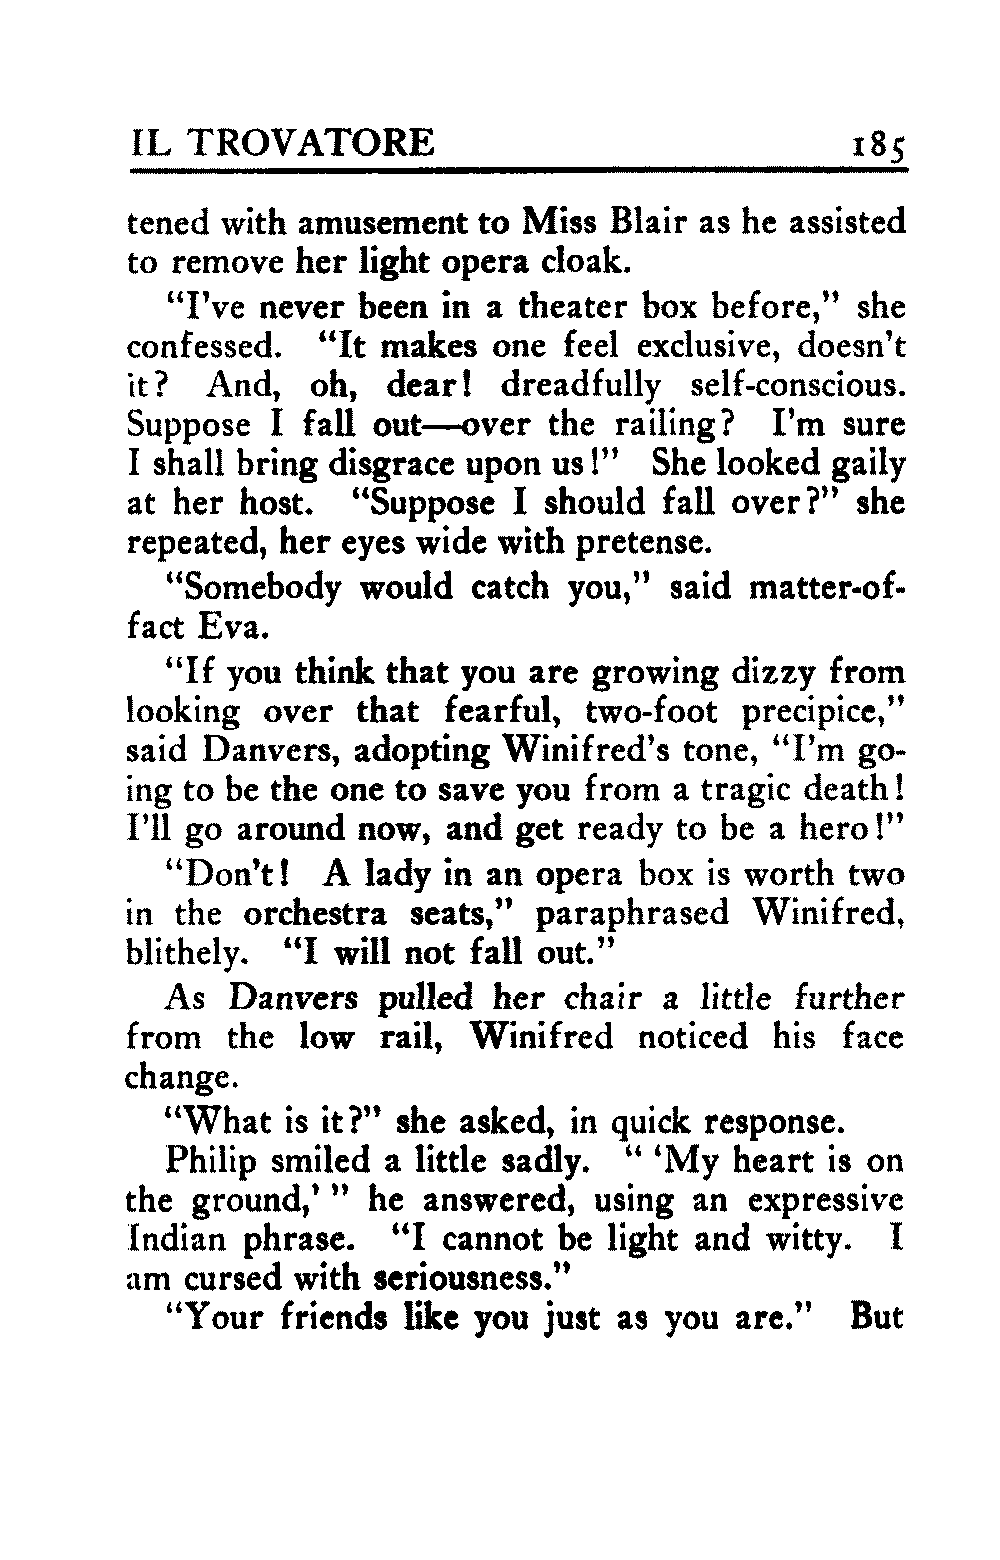 IL TROVATORE 185
tened with amusement to Miss Blair as he assisted
to remove her light opera cloak.
“I’ve never been in a theater box before,” she
confessed. “It makes one feel exclusive, doesn’t
it? And, oh, dear! dreadfully self-conscious.
Suppose I fall out—over the railing? I’m sure
I shall bring disgrace upon us!” She looked gaily
at her host. “Suppose I should fall over?” she
repeated, her eyes wide with pretense.
“Somebody would catch you,” said matter-of-
fact Eva.
“If you think that you are growing dizzy from
looking over that fearful, two-foot precipice,”
said Danvers, adopting Winifred’s tone, “I’m go-
ing to be the one to save you from a tragic death!
I’ll go around now, and get ready to be a hero!”
“Don’t! A lady in an opera box is worth two
in the orchestra seats,” paraphrased Winifred,
blithely. “I will not fall out.”
As Danvers pulled her chair a little further
from the low rail, Winifred noticed his face
change.
“What is it?” she asked, in quick response.
Philip smiled a little sadly. “ ‘My heart is on
the ground,’ ” he answered, using an expressive
Indian phrase. “I cannot be light and witty. I
am cursed with seriousness.”
“Your friends like you just as you are.” But